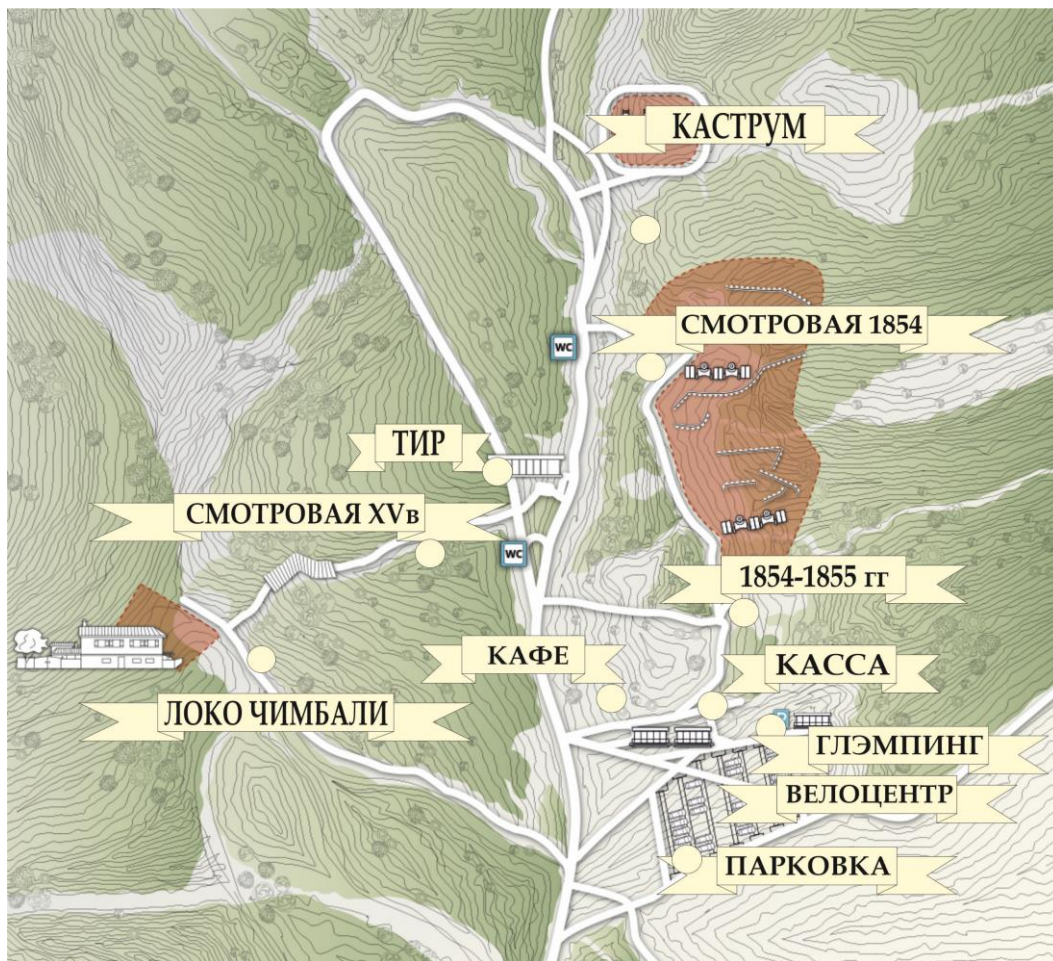 КАСТРУМ
СМОТРОВАЯ 1854
WC
ТИР
СМОТРОВАЯ XVв
WC
1854-1855 гг
КАФЕ
КАССА
ЛОКО ЧИМБАЛИ
ГЛЭМПИНГ
ВЕЛОЦЕНТР
ПАРКОВКА